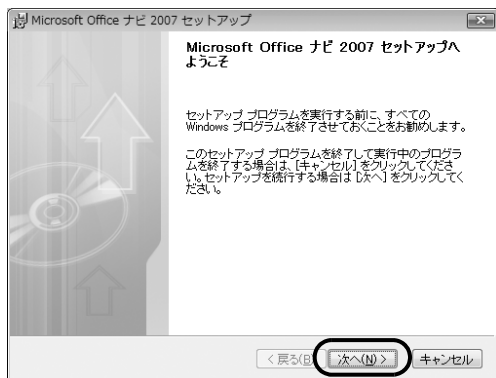 Microsoft Office ナビ 2007 セットアップ
Microsoft Office ナビ 2007 セットアップへ
ようこそ
セットアップ プログラムを実行する前に、すべての
Windows プログラムを終了させておくことをお勧めします。
このセットアップ プログラムを終了して実行中のプログラ
ムを終了する場合は、[キャンセル] をクリックしてくださ
い。セットアップを続行する場合は [次へ] をクリックして く
ださい。
< 戻る(B) 次へ(N) > キャンセル